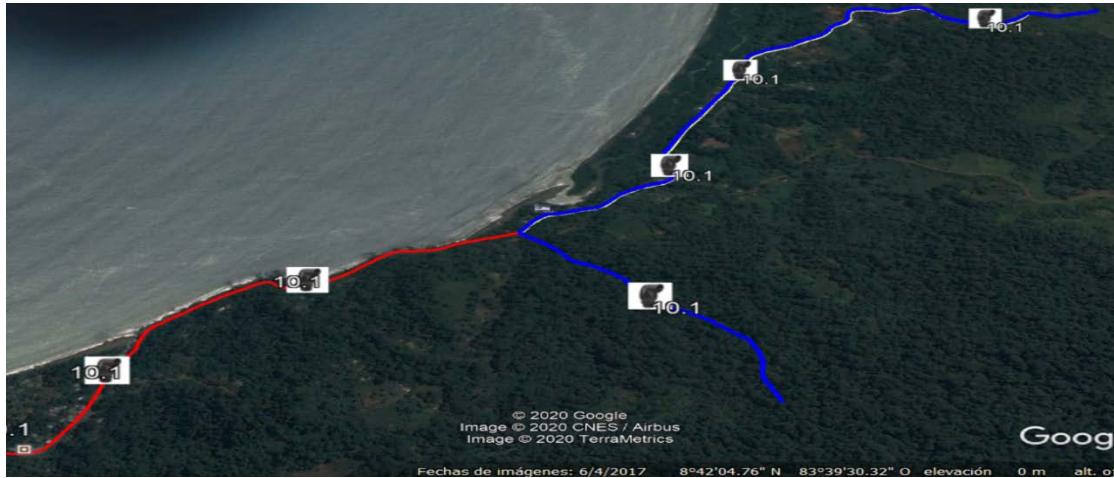 10.1
10.1
10.1
10.1
10.1
10.1
.1
© 2020 Google
Image © 2020 CNES / Airbus
Image © 2020 TerraMetrics
Goog
Fechas de imágenes: 6/4/2017 8°42'04.76" N 83°39'30.32" O elevación 0 m alt. o